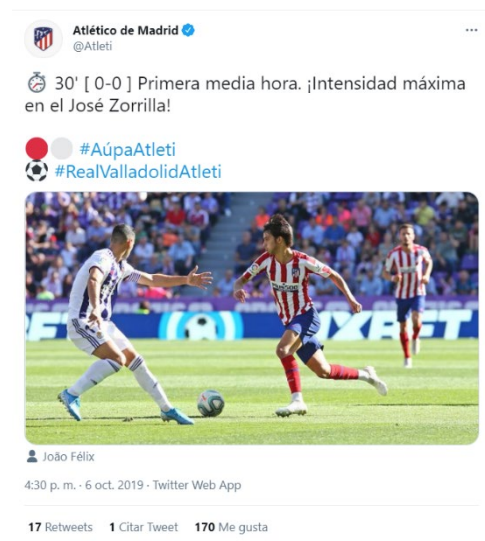 Atlético de Madrid
@Atleti
30' [ 0-0 ] Primera media hora. ¡Intensidad máxima
en el José Zorrilla!
#AúpaAtleti
#RealValladolidAtleti
João Félix
4:30 p. m. · 6 oct. 2019 · Twitter Web App
17 Retweets 1 Citar Tweet 170 Me gusta